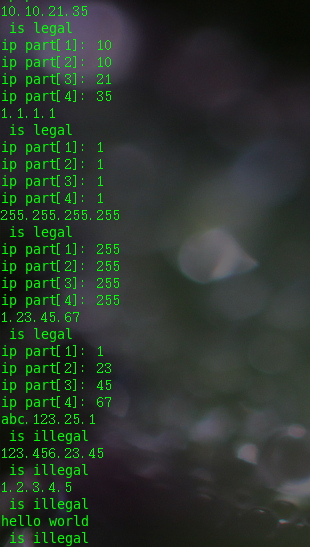 10.10.21.35
 is legal
ip part[1]: 10
ip part[2]: 10
ip part[3]: 21
ip part[4]: 35
1.1.1.1
 is legal
ip part[1]: 1
ip part[2]: 1
ip part[3]: 1
ip part[4]: 1
255.255.255.255
 is legal
ip part[1]: 255
ip part[2]: 255
ip part[3]: 255
ip part[4]: 255
1.23.45.67
 is legal
ip part[1]: 1
ip part[2]: 23
ip part[3]: 45
ip part[4]: 67
abc.123.25.1
 is illegal
123.456.23.45
 is illegal
1.2.3.4.5
 is illegal
hello world
 is illegal